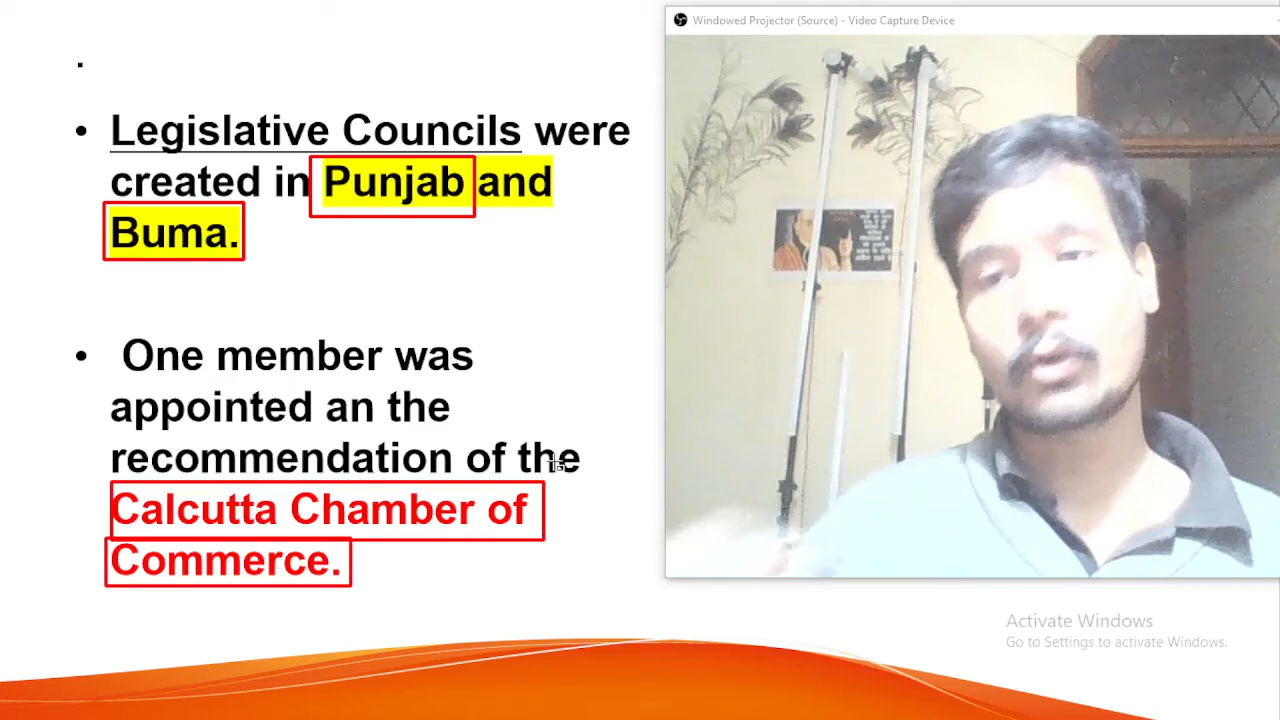 Windowed Projector (Source) - Video Capture Device
.
• Legislative Councils were
created in Punjab and
Buma.
• One member was
appointed an the
recommendation of the
Calcutta Chamber of
Commerce.
Activate Windows
Go to Settings to activate Windows.